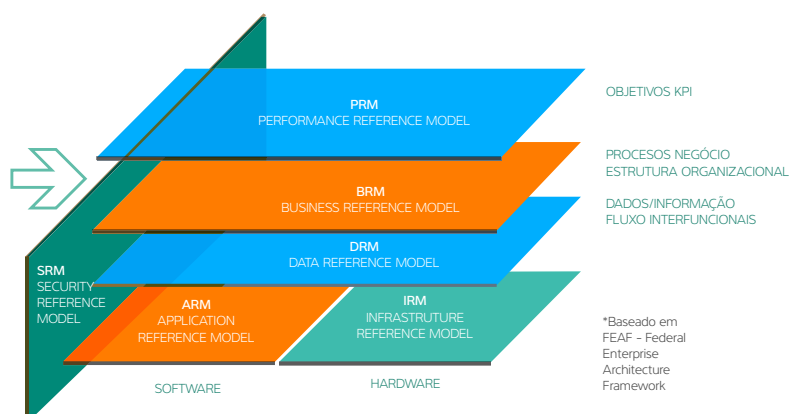 PRM
PERFORMANCE REFERENCE MODEL
OBJETIVOS KPI
BRM
BUSINESS REFERENCE MODEL
PROCESOS NEGÓCIO
ESTRUTURA ORGANIZACIONAL
DRM
DATA REFERENCE MODEL
DADOS/INFORMAÇÃO
FLUXO INTERFUNCIONAIS
SRM
SECURITY
REFERENCE
MODEL
ARM
APPLICATION
REFERENCE MODEL
IRM
INFRASTRUTURE
REFERENCE MODEL
SOFTWARE
HARDWARE
*Baseado em
FEAF - Federal
Enterprise
Architecture
Framework